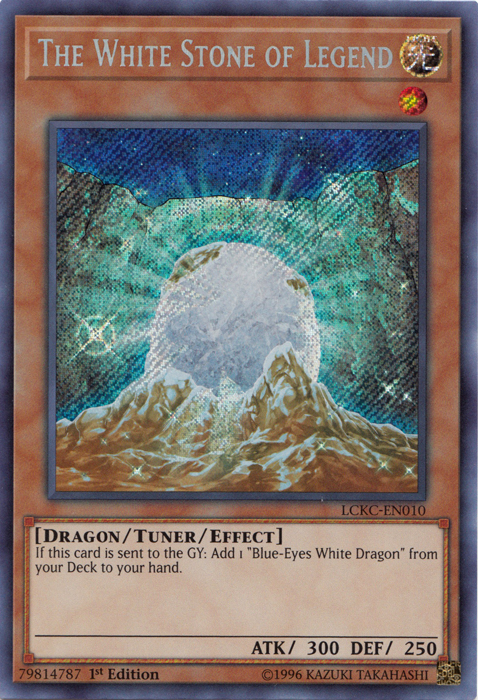 THE WHITE STONE OF LEGEND
LCKC-EN010
[DRAGON/TUNER/EFFECT]
If this card is sent to the GY: Add 1 "Blue-Eyes White Dragon" from
your Deck to your hand.
ATK/ 300 DEF/ 250
79814787 1st Edition ©1996 KAZUKI TAKAHASHI